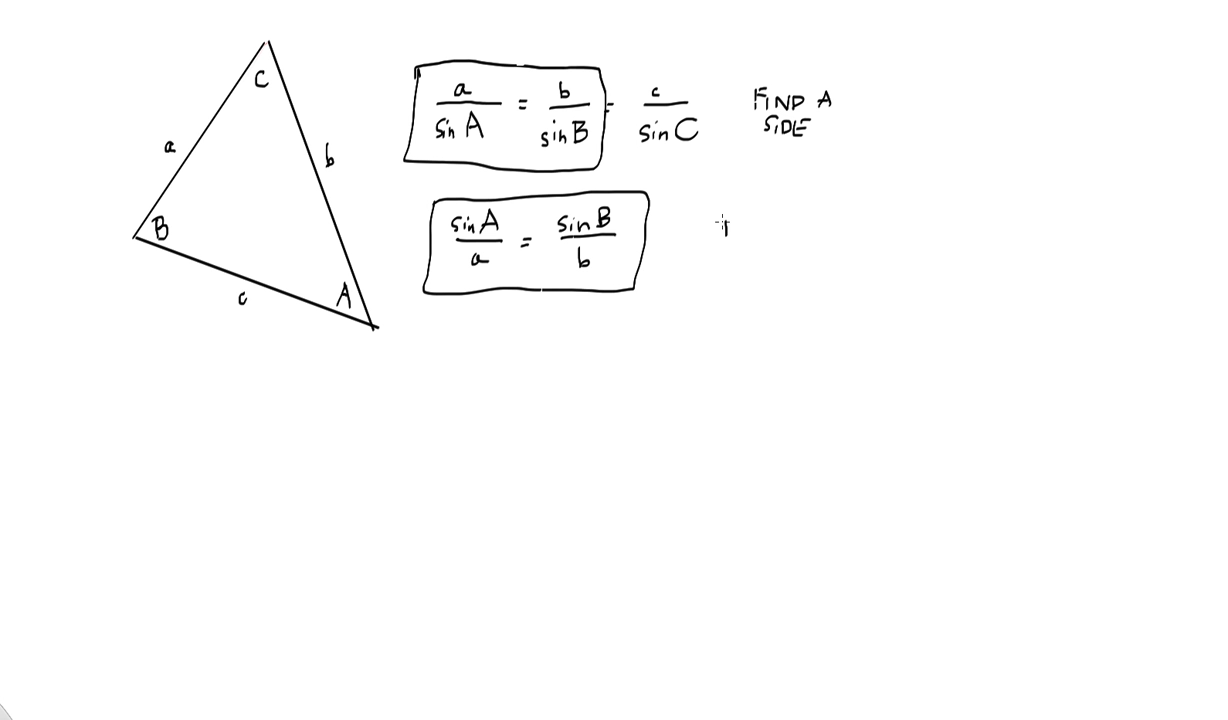 C
a
b
B
c
A
a/sin A = b/sin B = c/sin C
FIND A
SIDE
sin A/a = sin B/b